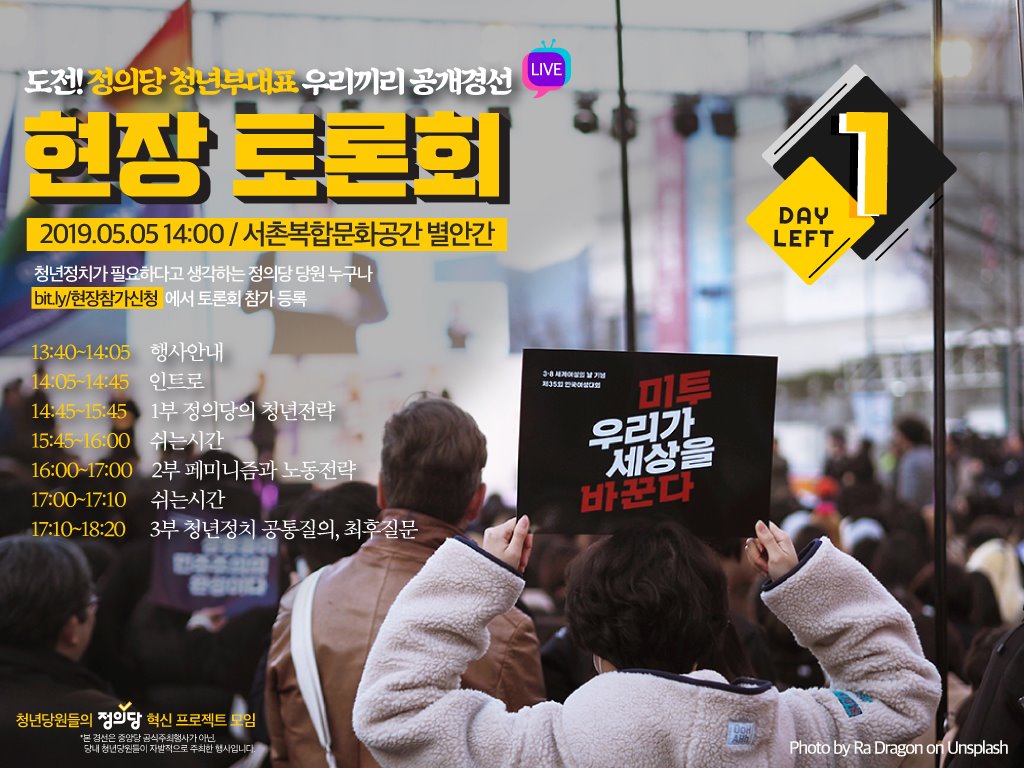 도전! 정의당 청년부대표 우리끼리 공개경선
LIVE
현장 토론회
1
DAY
LEFT
2019.05.05 14:00 / 서촌복합문화공간 별안간
청년정치가 필요하다고 생각하는 정의당 당원 누구나
bit.ly/현장참가신청 에서 토론회 참가 등록
13:40~14:05 행사안내
14:05~14:45 인트로
14:45~15:45 1부 정의당의 청년전략
15:45~16:00 쉬는시간
16:00~17:00 2부 페미니즘과 노동전략
17:00~17:10 쉬는시간
17:10~18:20 3부 청년정치 공통질의, 최후질문
3·8 세계여성의 날 기념
제35회 한국여성대회
미투
우리가
세상을
바꾼다
민주주의의
완성이다
청년당원들의 정의당 혁신 프로젝트 모임
*본 경선은 중앙당 공식주최행사가 아닌,
당내 청년당원들이 자발적으로 주최한 행사입니다.
Photo by Ra Dragon on Unsplash